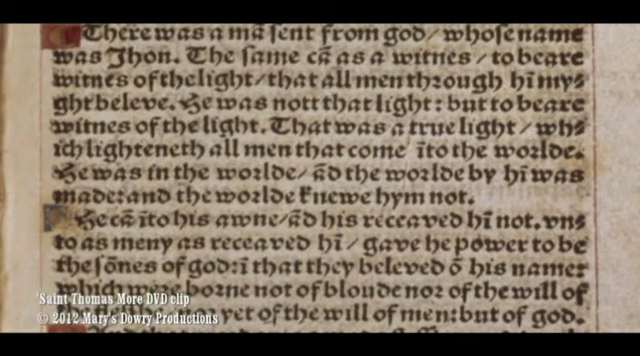 There was a mā sent from god/ whose name
was Jhon. The same cā as a witnes/ to beare
witnes of the light/ that all men through hī my⸗
ght beleve. He was nott that light: but to beare
witnes of the light. That was a true light/ wh⸗
ich lighteneth all men that come īto the worlde.
He was in the worlde/ ād the worlde by hī was
made: and the worlde knewe hym not.
He cā īto his awne/ ād his receaved hī not. vn⸗
to as meny as receaved hī/ gave he power to be
the sōnes of god: ī that they beleved ō his name:
which were borne not of bloude nor of the will of
yet of the will of men: but of god.
Saint Thomas More DVD clip
© 2012 Mary's Dowry Productions